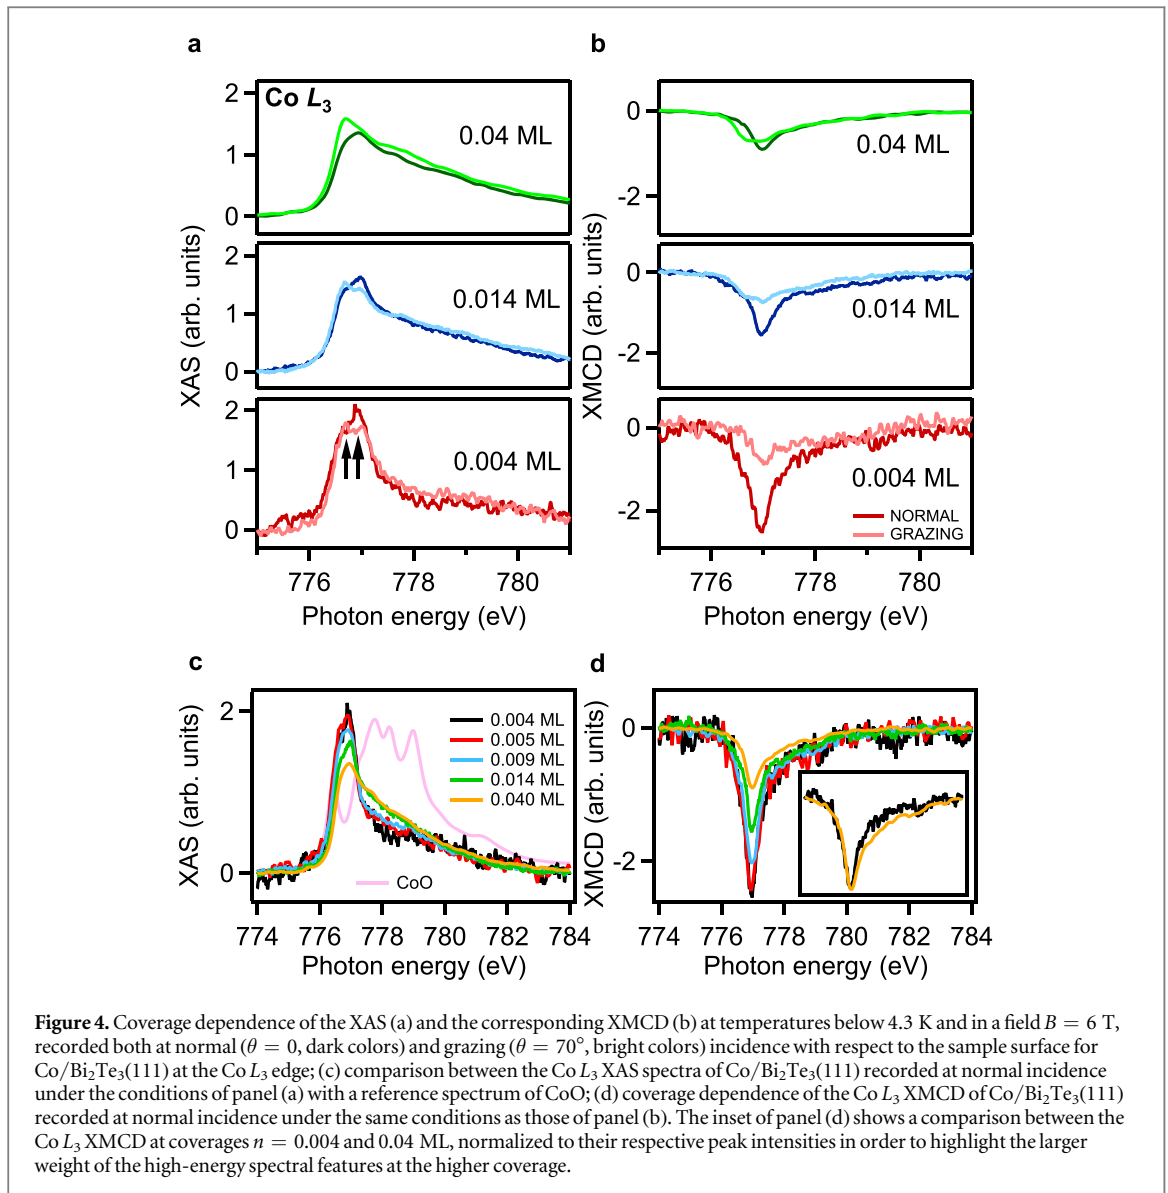 a
b
2
Co L3
0.04 ML
1
0
0
0.04 ML
-2
XAS (arb. units)
2
1
0
0.014 ML
XMCD (arb. units)
0
0.014 ML
-2
2
1
0
0.004 ML
0
0.004 ML
-2
NORMAL
GRAZING
776 778 780
Photon energy (eV)
776 778 780
Photon energy (eV)
c
d
XAS (arb. units)
2
0
0.004 ML
0.005 ML
0.009 ML
0.014 ML
0.040 ML
CoO
774 776 778 780 782 784
Photon energy (eV)
XMCD (arb. units)
0
-2
774 776 778 780 782 784
Photon energy (eV)
Figure 4. Coverage dependence of the XAS (a) and the corresponding XMCD (b) at temperatures below 4.3 K and in a field B = 6 T,
recorded both at normal (θ = 0, dark colors) and grazing (θ = 70°, bright colors) incidence with respect to the sample surface for
Co/Bi2Te3(111) at the Co L3 edge; (c) comparison between the Co L3 XAS spectra of Co/Bi2Te3(111) recorded at normal incidence
under the conditions of panel (a) with a reference spectrum of CoO; (d) coverage dependence of the Co L3 XMCD of Co/Bi2Te3(111)
recorded at normal incidence under the same conditions as those of panel (b). The inset of panel (d) shows a comparison between the
Co L3 XMCD at coverages n = 0.004 and 0.04 ML, normalized to their respective peak intensities in order to highlight the larger
weight of the high-energy spectral features at the higher coverage.